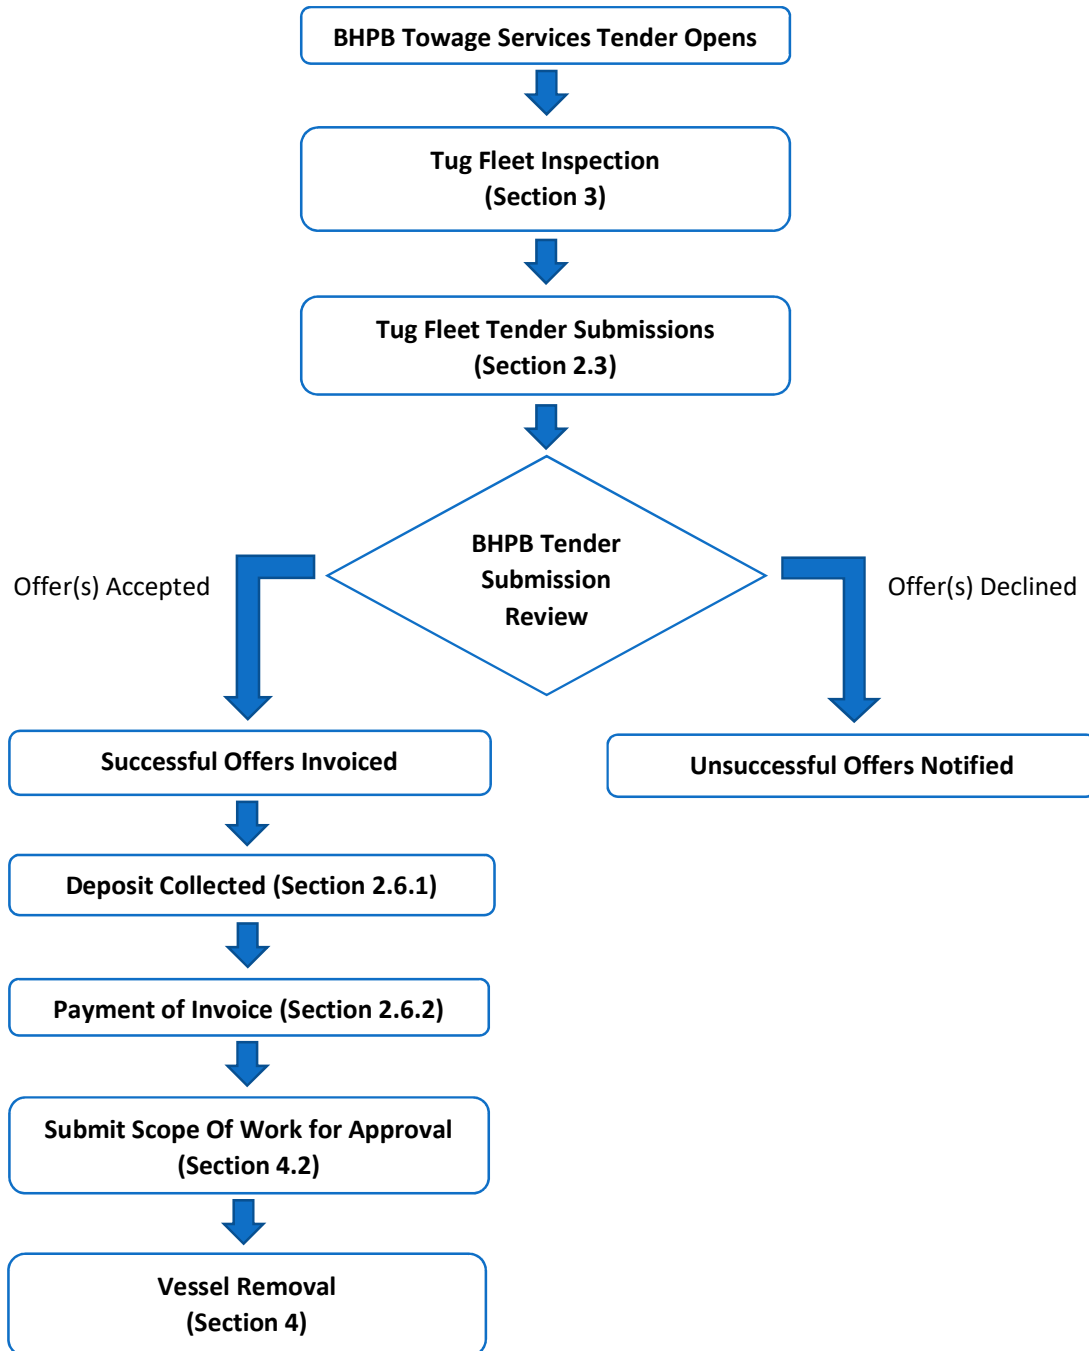 BHPB Towage Services Tender Opens
Tug Fleet Inspection
(Section 3)
Tug Fleet Tender Submissions
(Section 2.3)
BHPB Tender
Submission
Review
Offer(s) Accepted
Offer(s) Declined
Successful Offers Invoiced
Unsuccessful Offers Notified
Deposit Collected (Section 2.6.1)
Payment of Invoice (Section 2.6.2)
Submit Scope Of Work for Approval
(Section 4.2)
Vessel Removal
(Section 4)